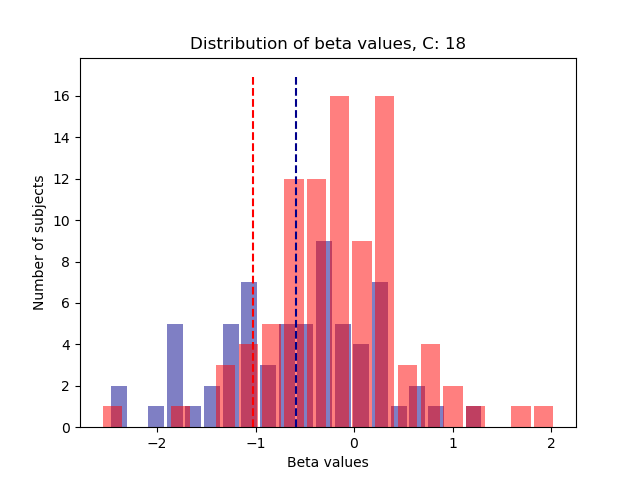 Distribution of beta values, C: 18
Number of subjects
16
14
12
10
8
6
4
2
0
−2 −1 0 1 2
Beta values